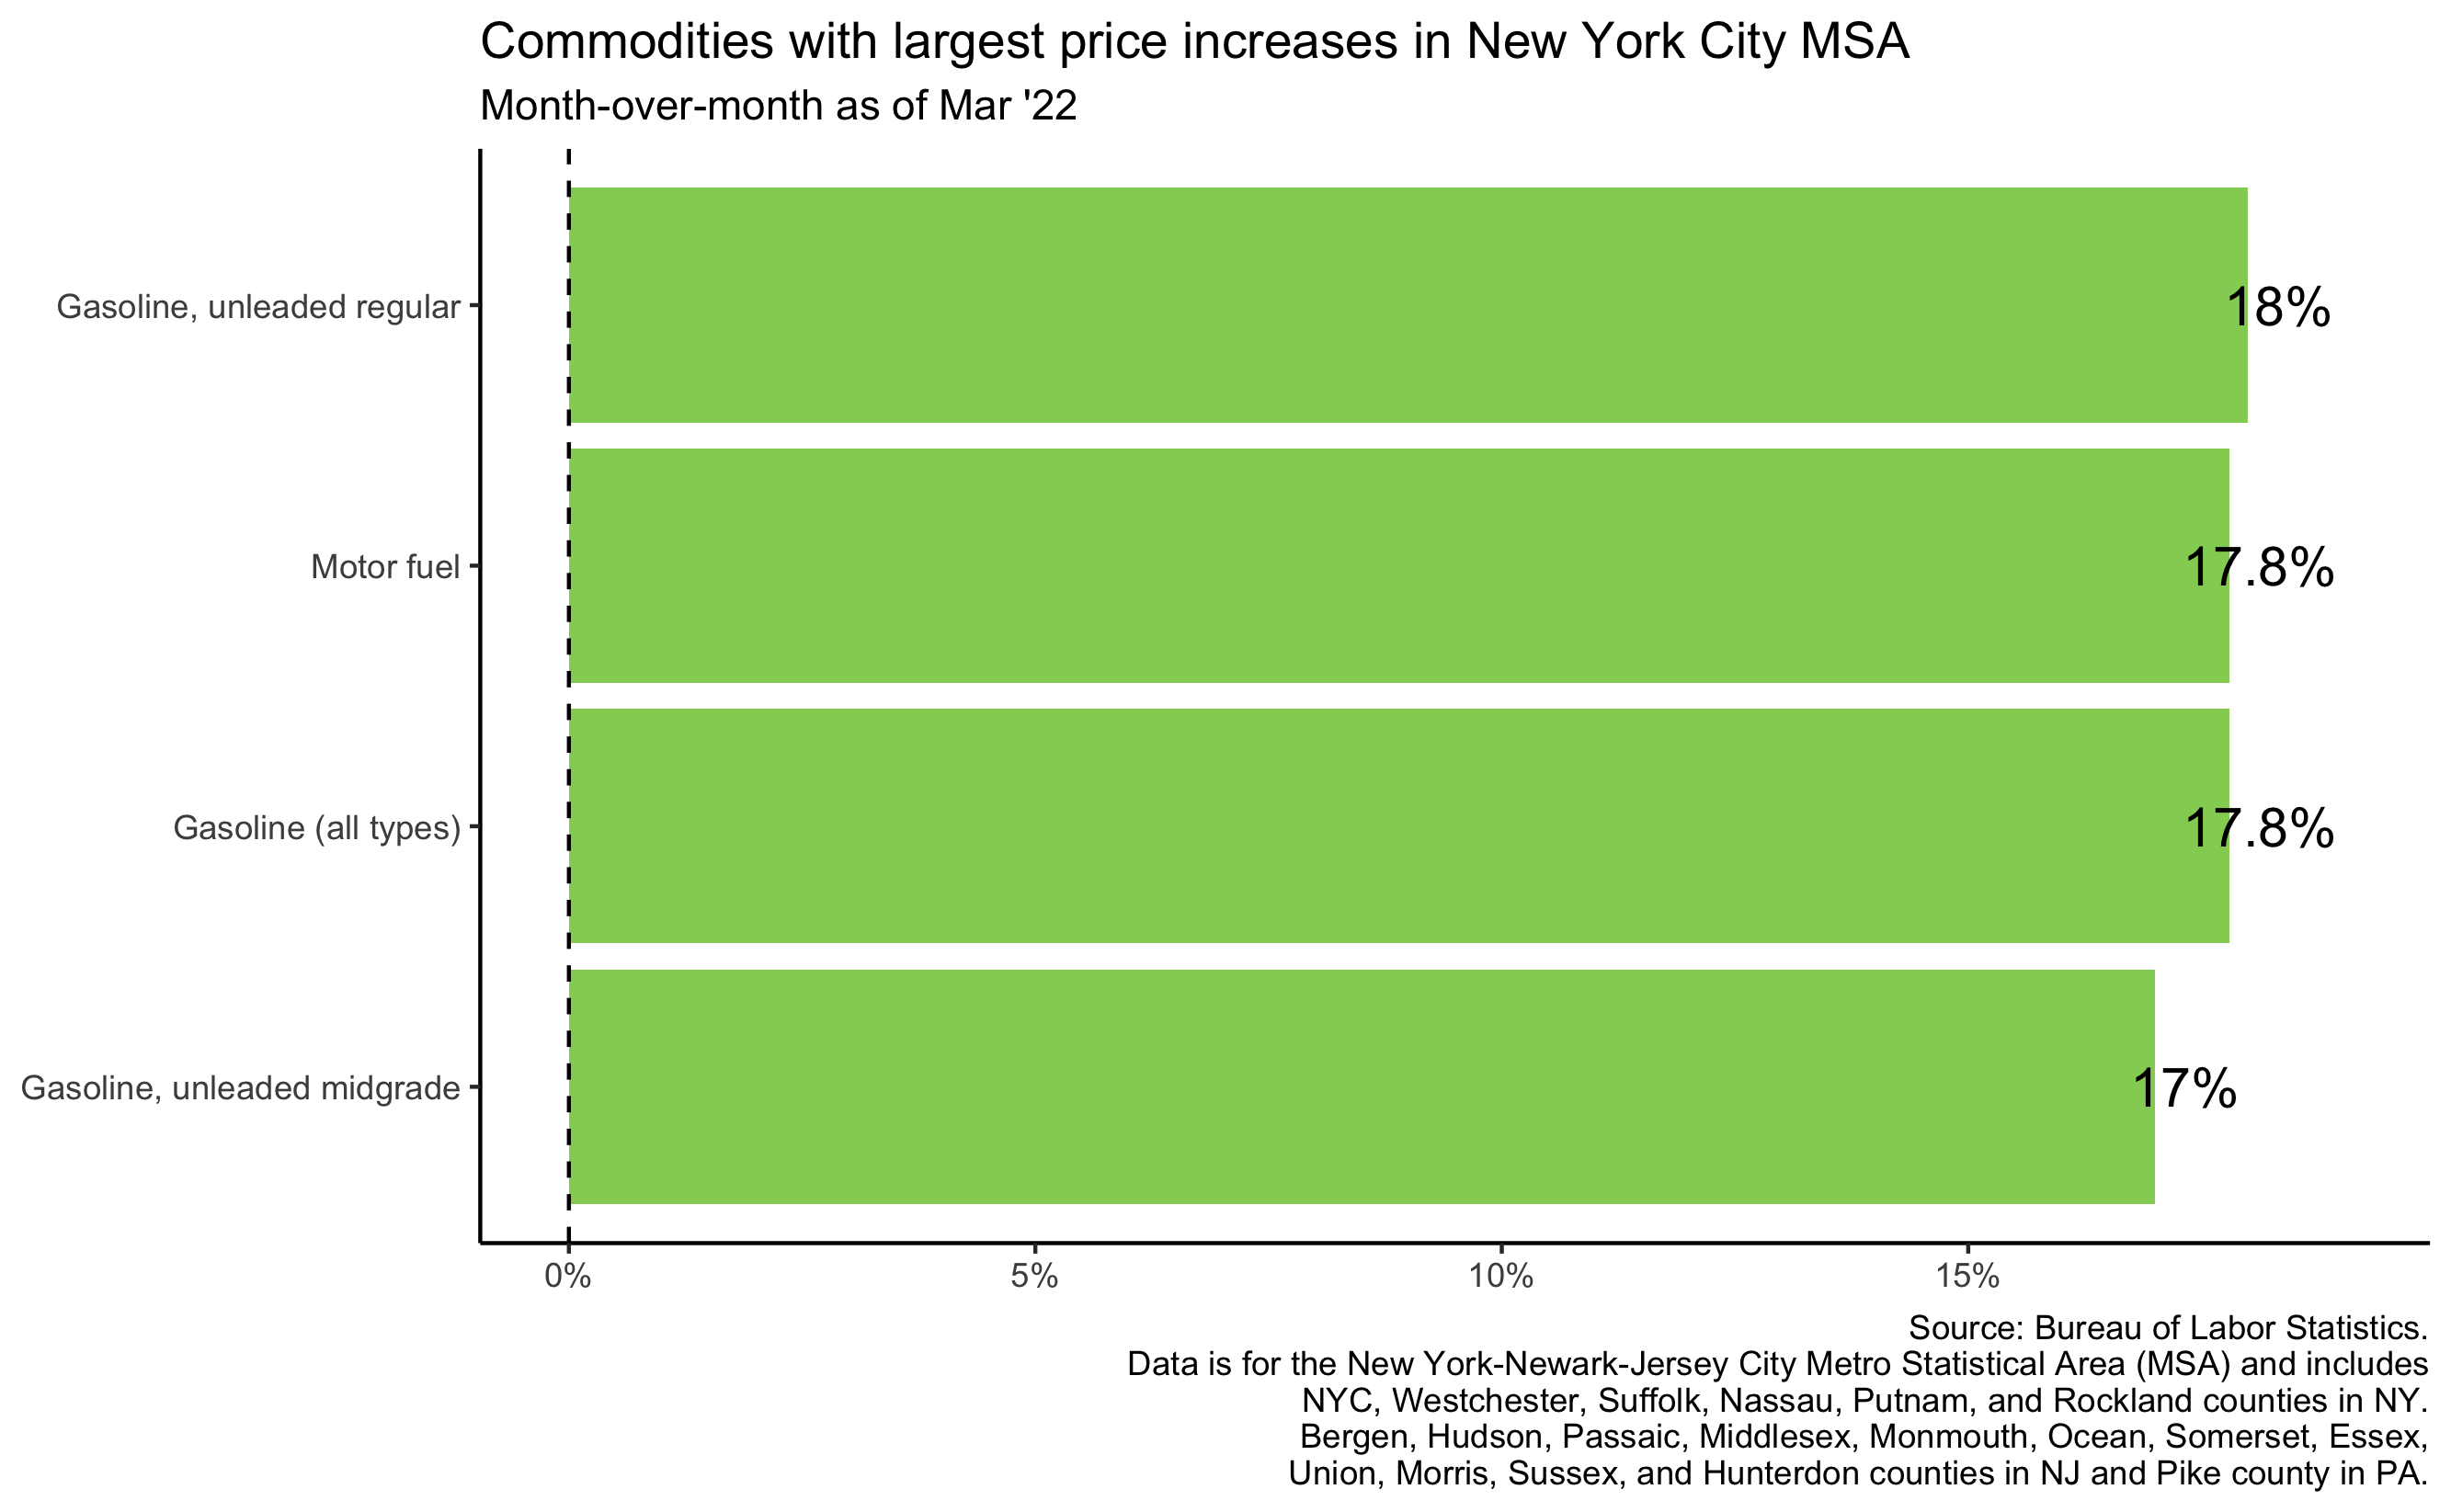 Commodities with largest price increases in New York City MSA
Month-over-month as of Mar '22
Gasoline, unleaded regular
18%
Motor fuel
17.8%
Gasoline (all types)
17.8%
Gasoline, unleaded midgrade
17%
0%
5%
10%
15%
Source: Bureau of Labor Statistics.
Data is for the New York-Newark-Jersey City Metro Statistical Area (MSA) and includes
NYC, Westchester, Suffolk, Nassau, Putnam, and Rockland counties in NY.
Bergen, Hudson, Passaic, Middlesex, Monmouth, Ocean, Somerset, Essex,
Union, Morris, Sussex, and Hunterdon counties in NJ and Pike county in PA.